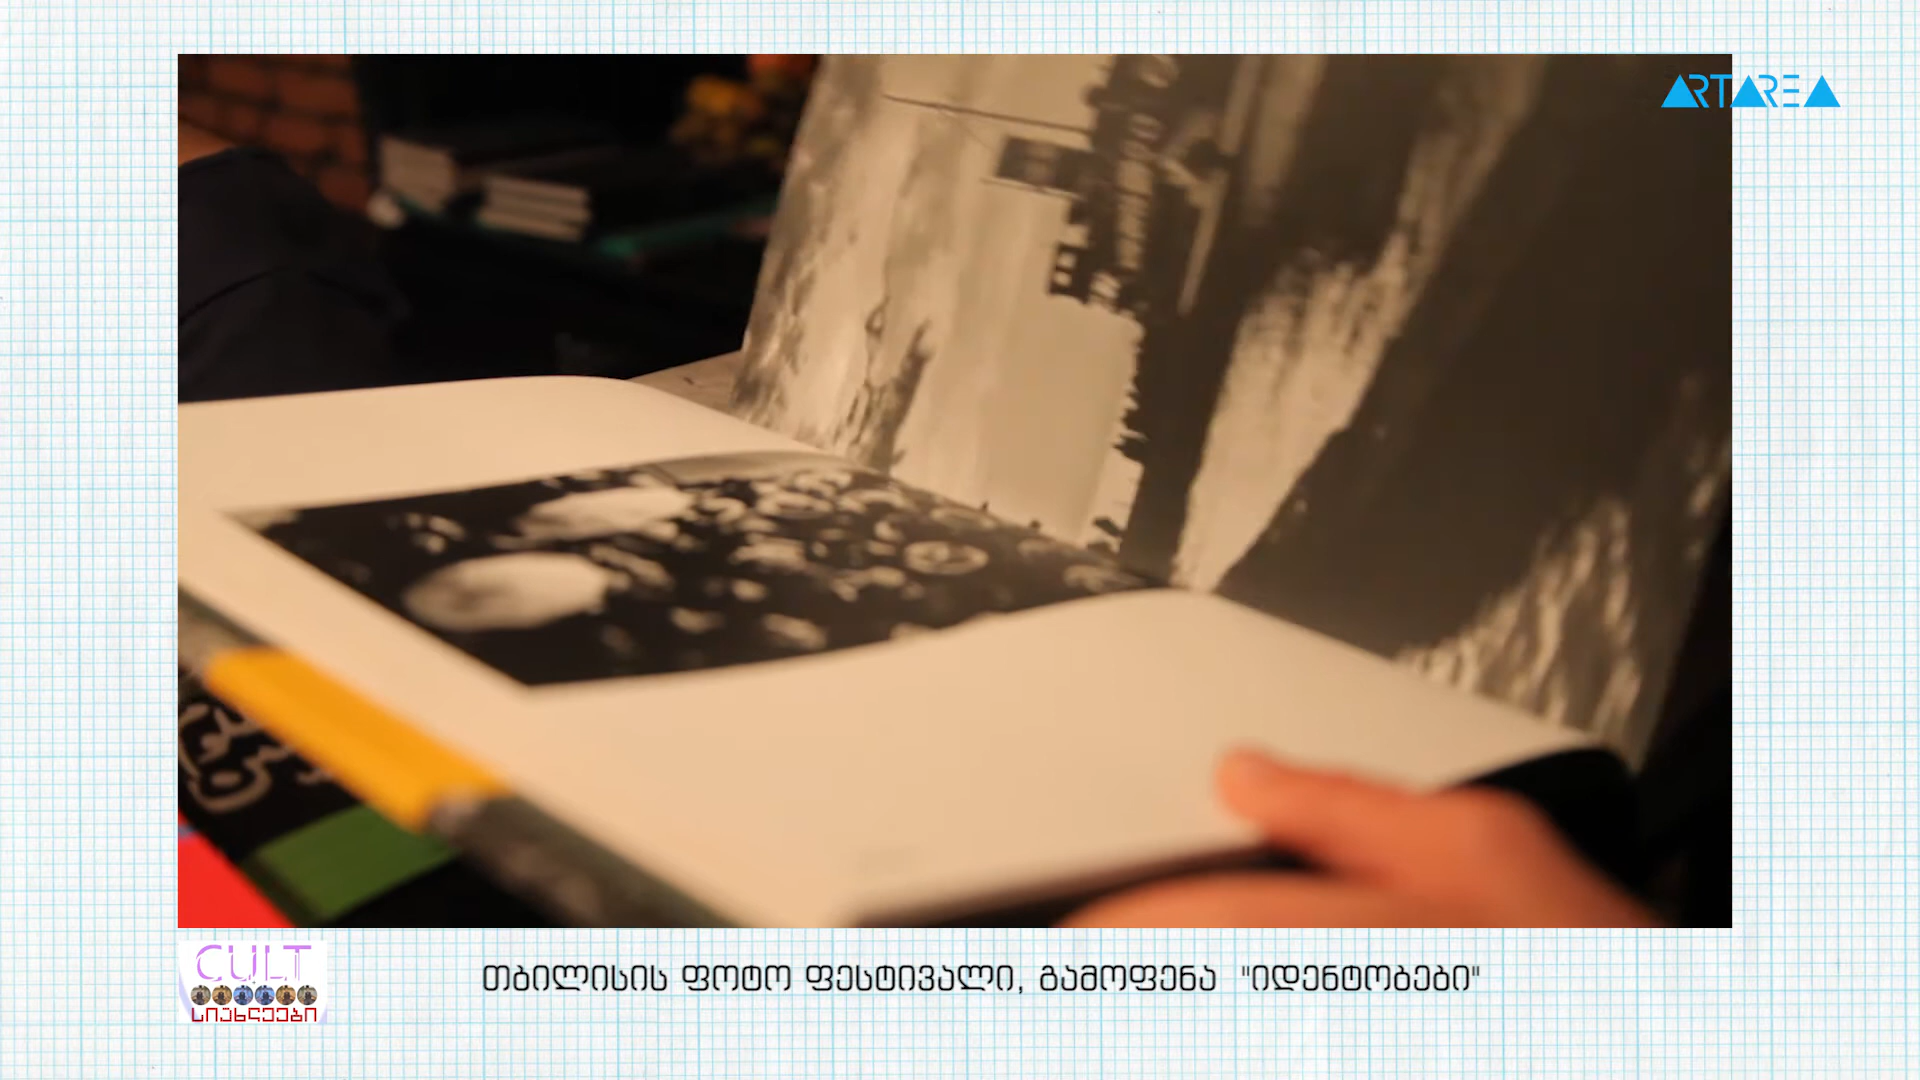 ARTAREA
CULT
სიახლეები
თბილისის ფოტო ფესტივალი, გამოფენა "იდენტობები"